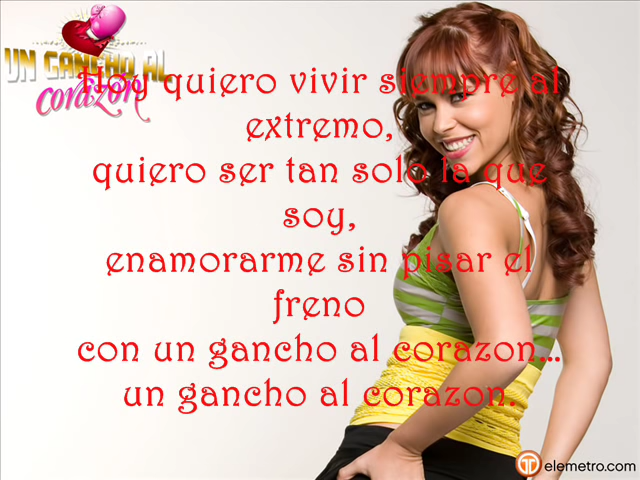 UN GANCHO AL
corazón
Hoy quiero vivir siempre al
extremo,
quiero ser tan solo la que
soy,
enamorarme sin pisar el
freno
con un gancho al corazon...
un gancho al corazon.
Telemetro.com